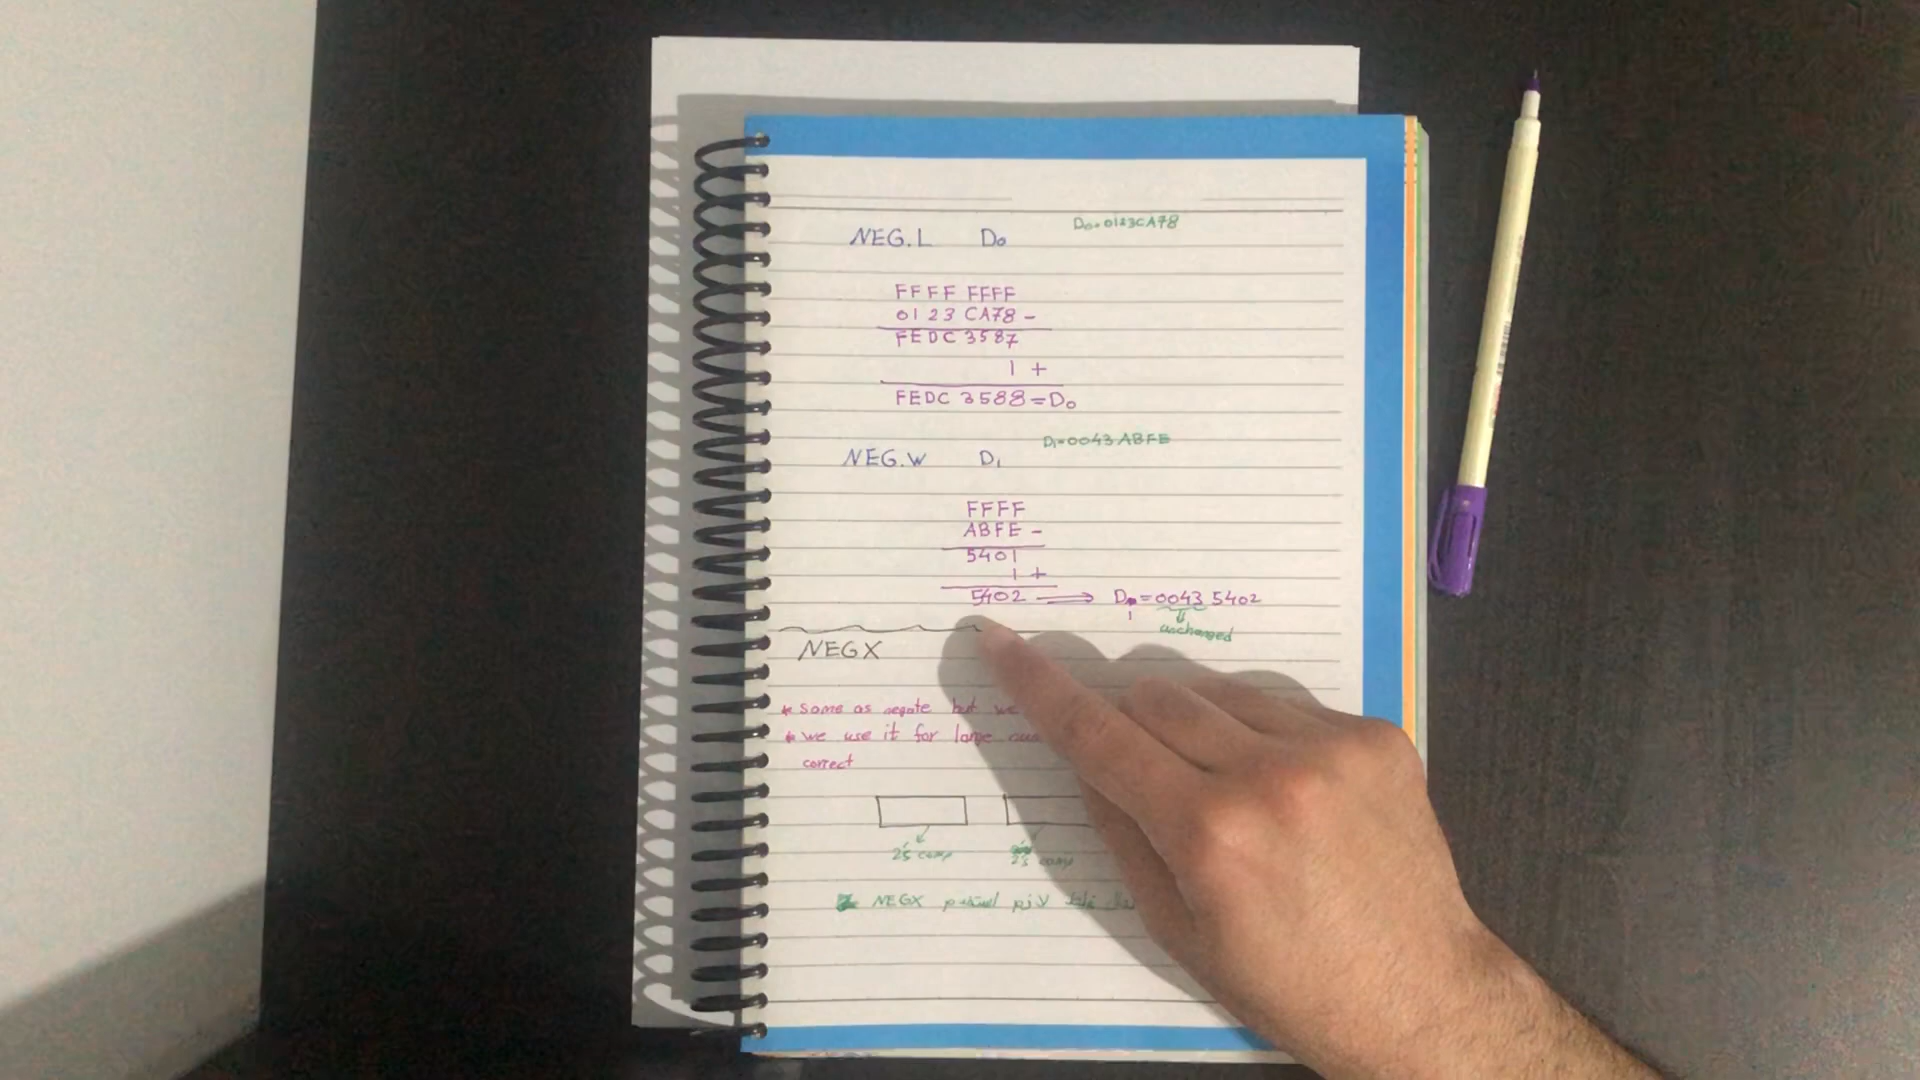 NEG.L D0 D0=0123CA78
FFFF FFFF
0123 CA78 -
FEDC 3587
1 +
FEDC 3588 = D0
NEG.W D1 D1=0043ABFE
FFFF
ABFE -
5401
1 +
5402 → D1 = 0043 5402
unchanged
NEGX
* same as negate but we
* we use it for large
correct
2's comp 2's comp
NEGX لازم نستخدم